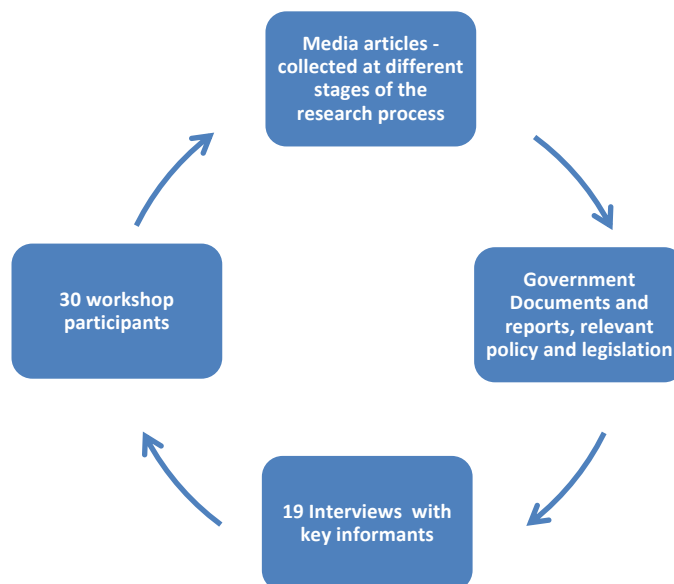 Media articles -
collected at different
stages of the
research process
Government
Documents and
reports, relevant
policy and legislation
19 Interviews with
key informants
30 workshop
participants